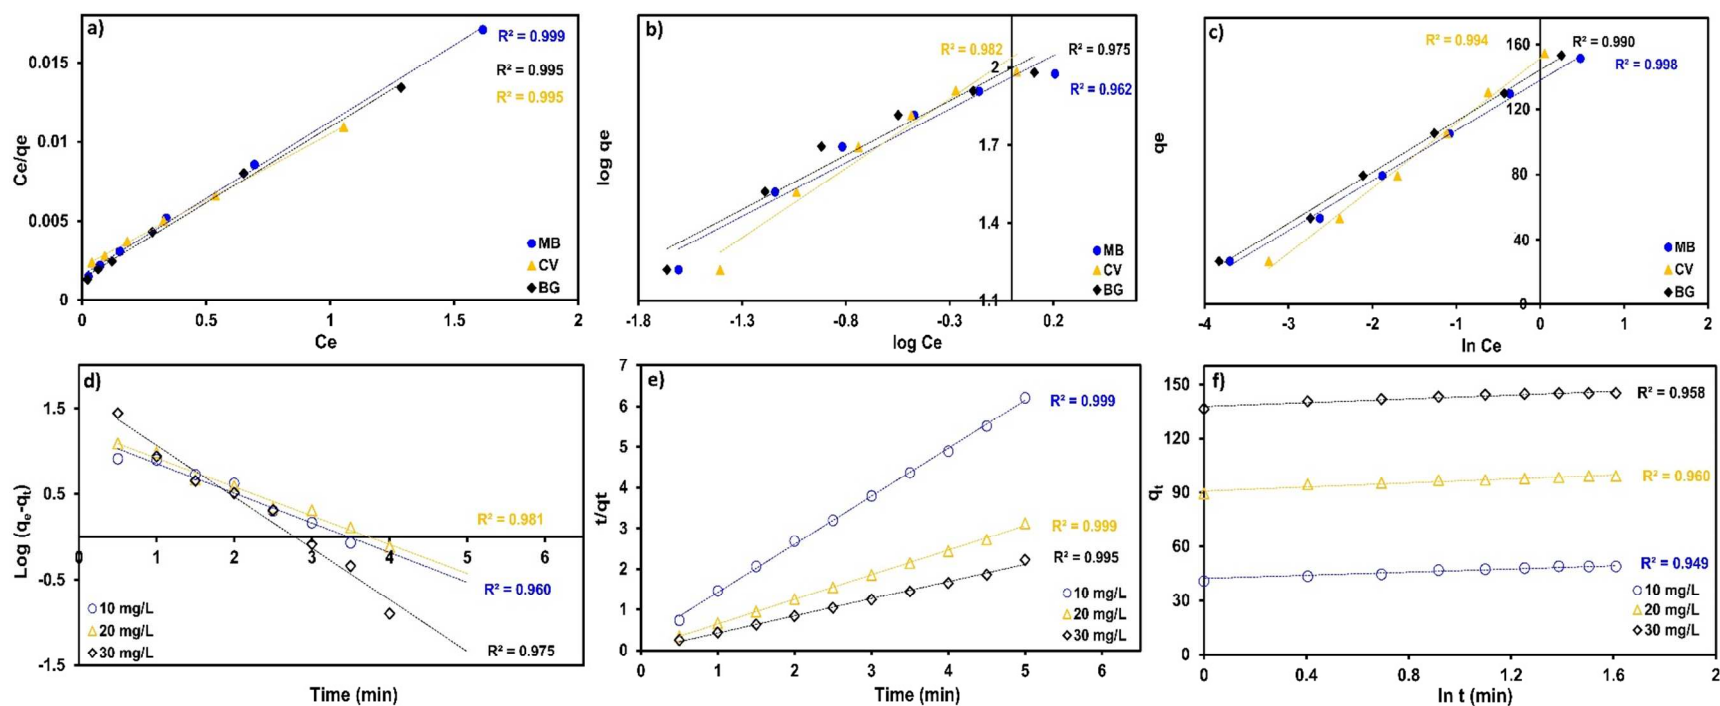 a)
R² = 0.999
R² = 0.995
R² = 0.995
0.015
0.01
0.005
0
Ce/qe
MB
CV
BG
0 0.5 1 1.5 2
Ce
b)
R² = 0.982
R² = 0.975
R² = 0.962
2
1.7
1.4
1.1
log qe
MB
CV
BG
-1.8 -1.3 -0.8 -0.3 0.2
log Ce
c)
R² = 0.994
R² = 0.990
R² = 0.998
160
120
80
40
0
qe
MB
CV
BG
-4 -3 -2 -1 0 1 2
ln Ce
d)
1.5
0.5
-0.5
-1.5
Log (qe-qt)
R² = 0.981
0 1 2 3 4 5 6
R² = 0.960
R² = 0.975
10 mg/L
20 mg/L
30 mg/L
Time (min)
e)
7
6
5
4
3
2
1
0
t/qt
R² = 0.999
R² = 0.999
R² = 0.995
10 mg/L
20 mg/L
30 mg/L
0 1 2 3 4 5 6
Time (min)
f)
150
120
90
60
30
0
qt
R² = 0.958
R² = 0.960
R² = 0.949
10 mg/L
20 mg/L
30 mg/L
0 0.4 0.8 1.2 1.6 2
ln t (min)